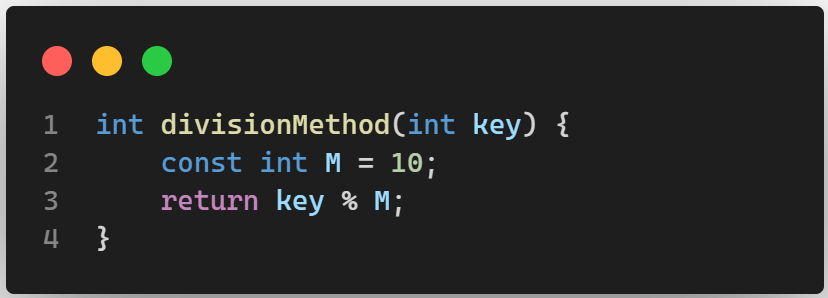 1 int divisionMethod(int key) {
2     const int M = 10;
3     return key % M;
4 }